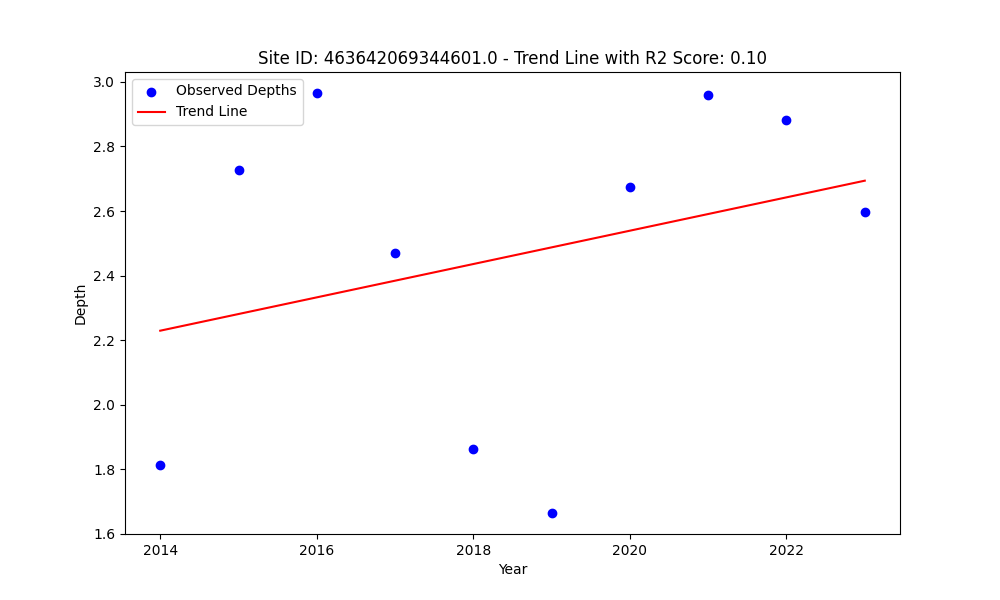 Site ID: 463642069344601.0 - Trend Line with R2 Score: 0.10
Observed Depths
Trend Line
3.0
2.8
2.6
2.4
2.2
2.0
1.8
1.6
Depth
2014
2016
2018
2020
2022
Year